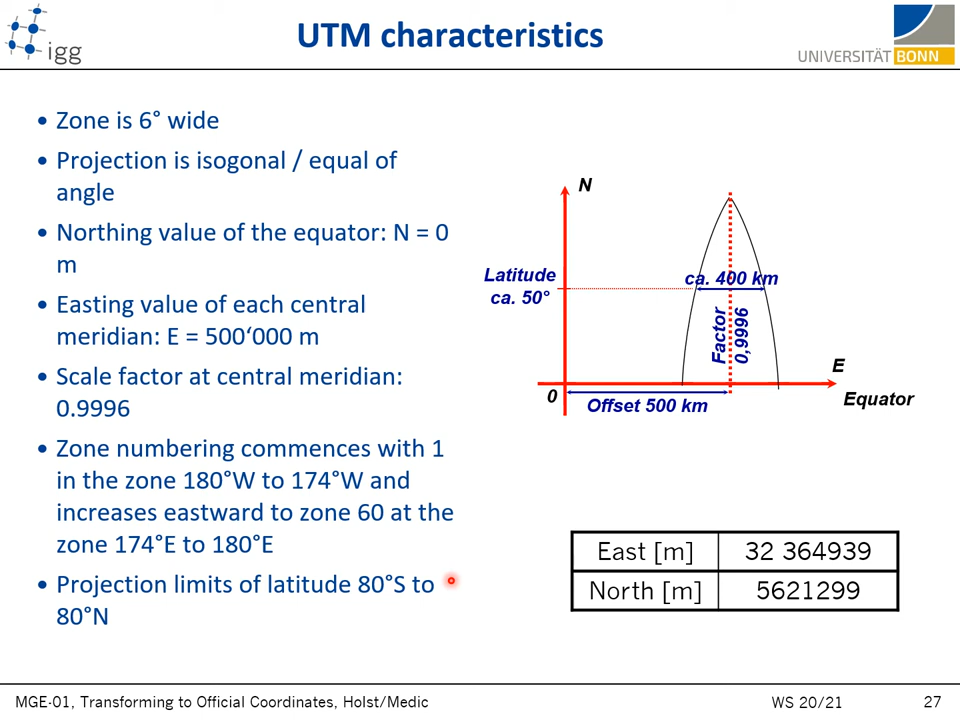 igg
UTM characteristics
UNIVERSITÄT BONN
• Zone is 6° wide
• Projection is isogonal / equal of
angle
• Northing value of the equator: N = 0
m
• Easting value of each central
meridian: E = 500‘000 m
• Scale factor at central meridian:
0.9996
• Zone numbering commences with 1
in the zone 180°W to 174°W and
increases eastward to zone 60 at the
zone 174°E to 180°E
• Projection limits of latitude 80°S to
80°N
N
Latitude
ca. 50°
ca. 400 km
Factor
0,9996
E
0
Offset 500 km
Equator
East [m] 32 364939
North [m] 5621299
MGE-01, Transforming to Official Coordinates, Holst/Medic
WS 20/21
27